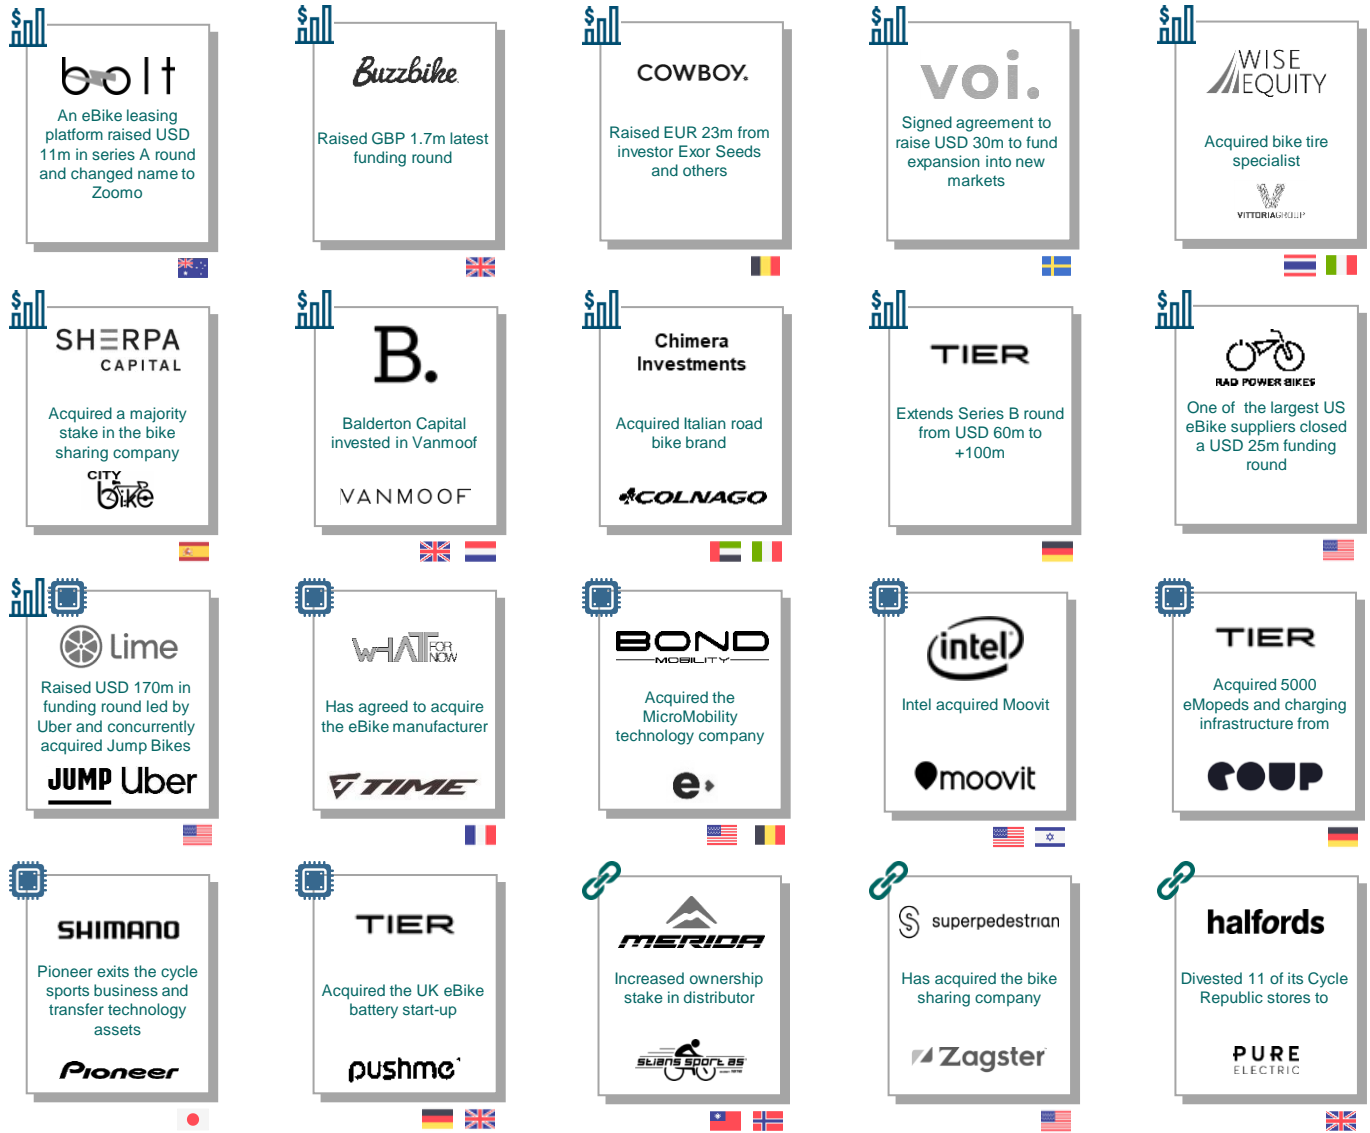 bolt
An eBike leasing
platform raised USD
11m in series A round
and changed name to
Zoomo
Buzzbike
Raised GBP 1.7m latest
funding round
COWBOY.
Raised EUR 23m from
investor Exor Seeds
and others
voi.
Signed agreement to
raise USD 30m to fund
expansion into new
markets
WISE
EQUITY
Acquired bike tire
specialist
VITTORIAGROUP
SHERPA
CAPITAL
Acquired a majority
stake in the bike
sharing company
CITY
bike
B.
Balderton Capital
invested in Vanmoof
VANMOOF
Chimera
Investments
Acquired Italian road
bike brand
COLNAGO
TIER
Extends Series B round
from USD 60m to
+100m
RAD POWER BIKES
One of the largest US
eBike suppliers closed
a USD 25m funding
round
Lime
Raised USD 170m in
funding round led by
Uber and concurrently
acquired Jump Bikes
JUMP Uber
WHAT FOR
NOW
Has agreed to acquire
the eBike manufacturer
TIME
BOND
MOBILITY
Acquired the
MicroMobility
technology company
e
intel
Intel acquired Moovit
moovit
TIER
Acquired 5000
eMopeds and charging
infrastructure from
COUP
SHIMANO
Pioneer exits the cycle
sports business and
transfer technology
assets
Pioneer
TIER
Acquired the UK eBike
battery start-up
pushme
MERIDA
Increased ownership
stake in distributor
stians sport as
superpedestrian
Has acquired the bike
sharing company
Zagster
halfords
Divested 11 of its Cycle
Republic stores to
PURE
ELECTRIC